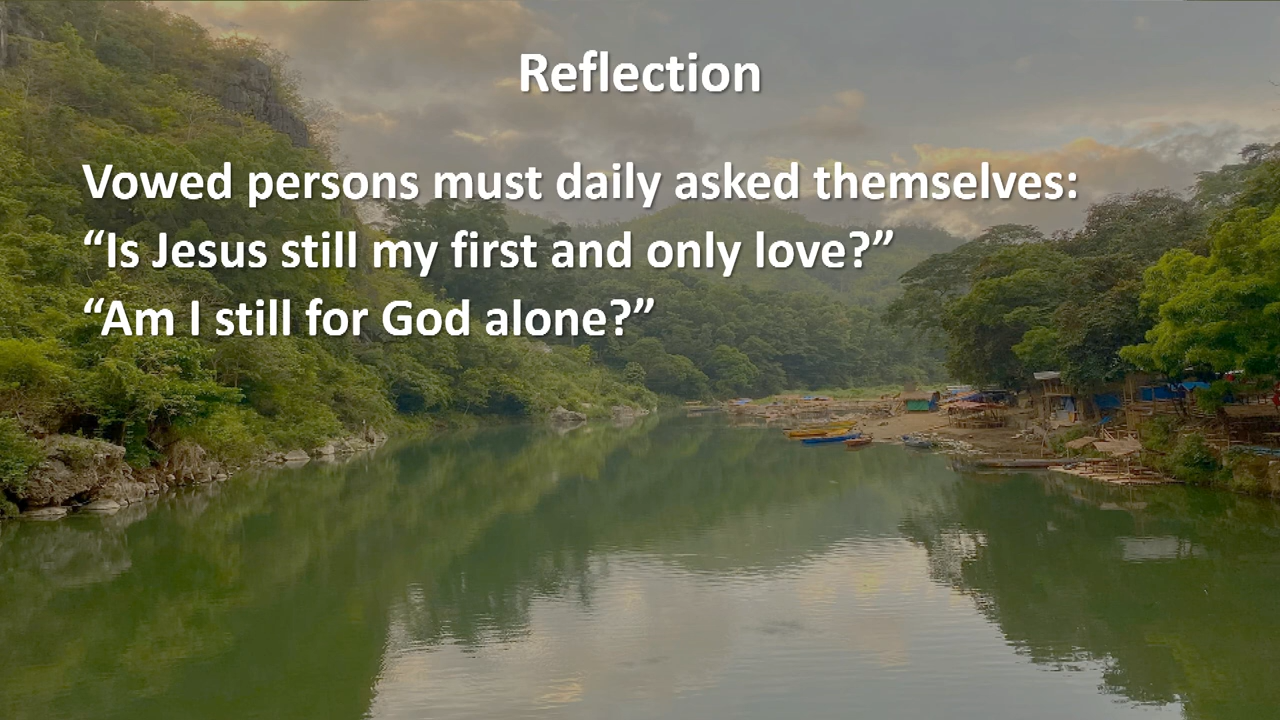 Reflection
Vowed persons must daily asked themselves:
“Is Jesus still my first and only love?”
“Am I still for God alone?”